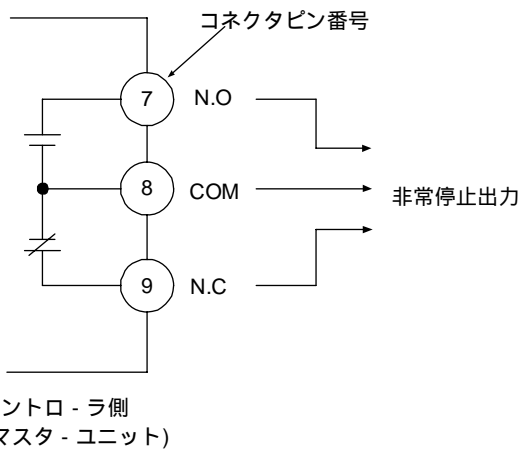 コネクタピン番号
7 N.O
8 COM
非常停止出力
9 N.C
ントロ - ラ側
マスタ - ユニット)